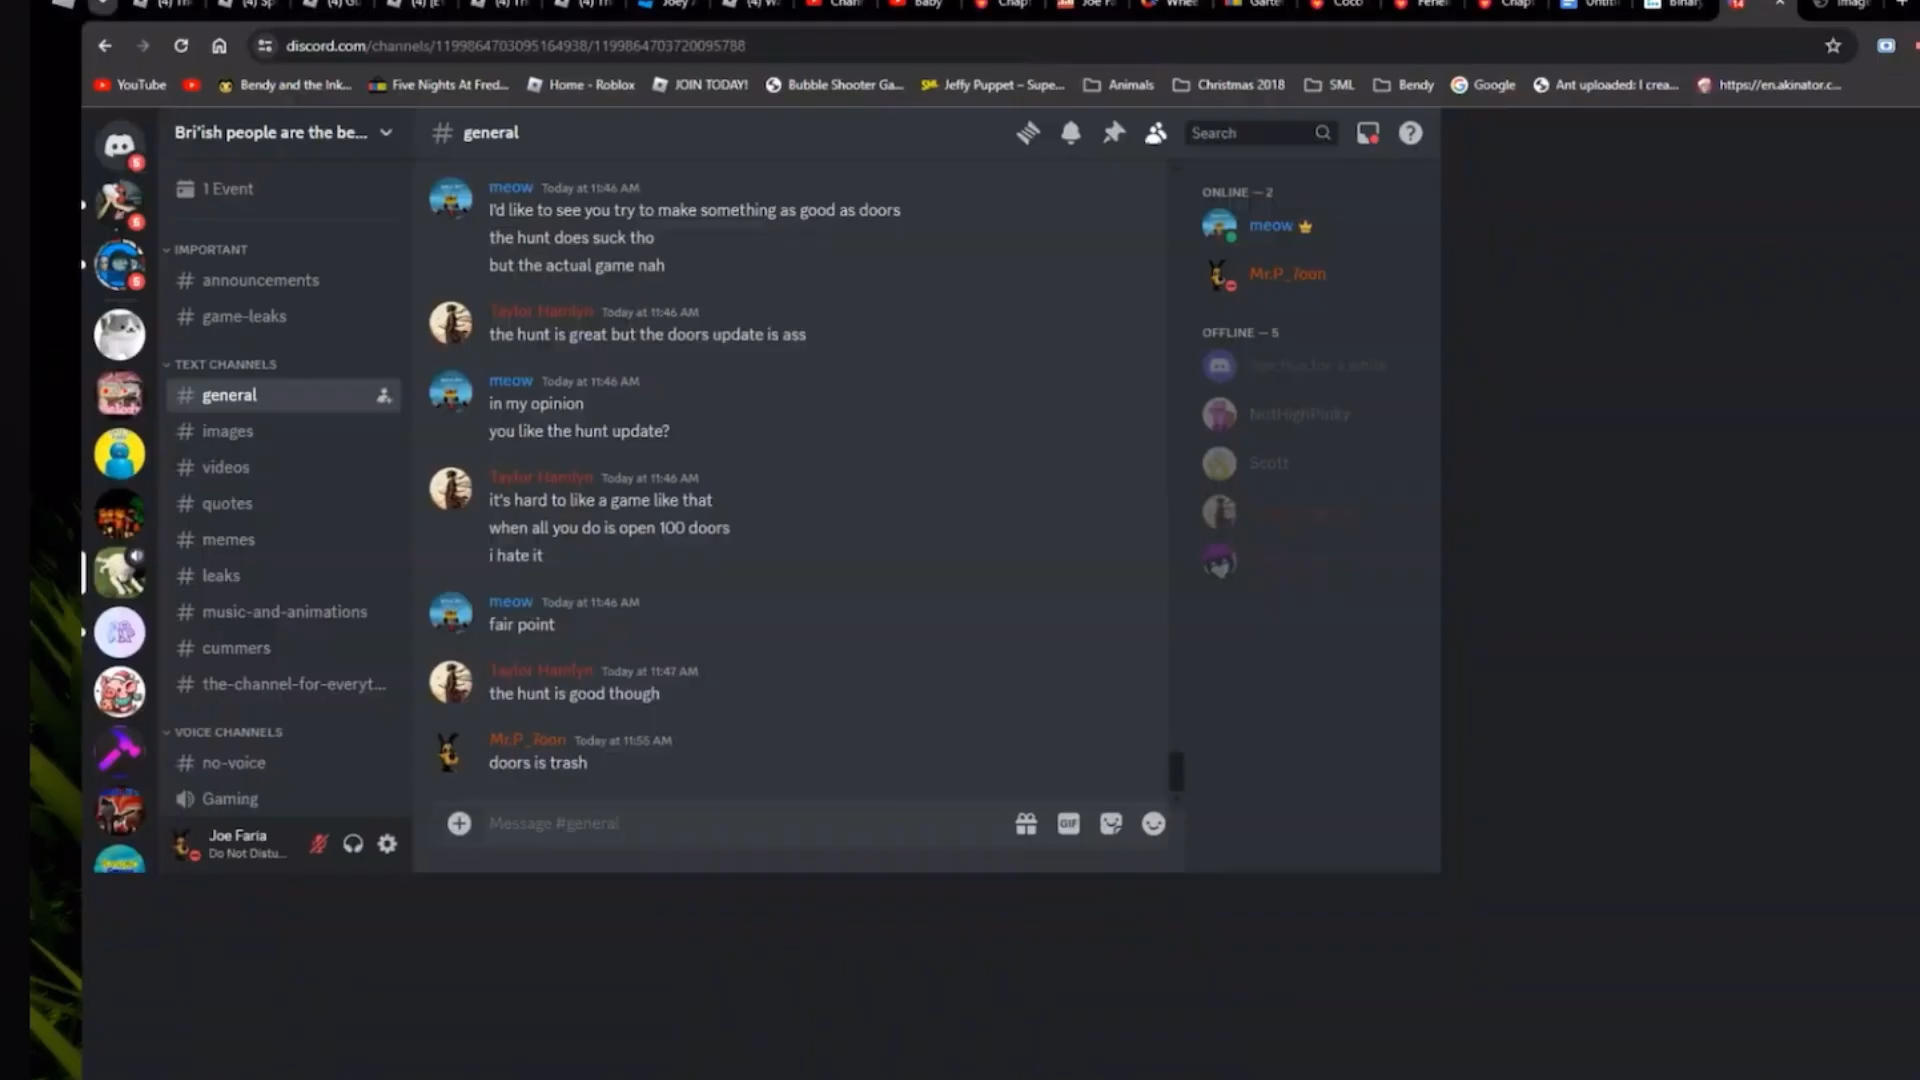 discord.com/channels/1199864703095164938/1199864703720095788
YouTube
Bendy and the Ink...
Five Nights At Fred...
Home - Roblox
JOIN TODAY!
Bubble Shooter Ga...
SML
Jeffy Puppet – Supe...
Animals
Christmas 2018
SML
Bendy
Google
Ant uploaded: I crea...
https://en.akinator.c...
Bri'ish people are the be...
1 Event
IMPORTANT
# announcements
# game-leaks
TEXT CHANNELS
# general
# images
# videos
# quotes
# memes
# leaks
# music-and-animations
# cummers
# the-channel-for-everyt...
VOICE CHANNELS
# no-voice
Gaming
Joe Faria
Do Not Distu...
# general
Search
meow Today at 11:46 AM
I'd like to see you try to make something as good as doors
the hunt does suck tho
but the actual game nah
Taylor Hamlyn Today at 11:46 AM
the hunt is great but the doors update is ass
meow Today at 11:46 AM
in my opinion
you like the hunt update?
Taylor Hamlyn Today at 11:46 AM
it's hard to like a game like that
when all you do is open 100 doors
i hate it
meow Today at 11:46 AM
fair point
Taylor Hamlyn Today at 11:47 AM
the hunt is good though
Mr.P_Toon Today at 11:55 AM
doors is trash
Message #general
GIF
ONLINE — 2
meow
Mr.P_Toon
OFFLINE — 5
NotHighPinky
Scott